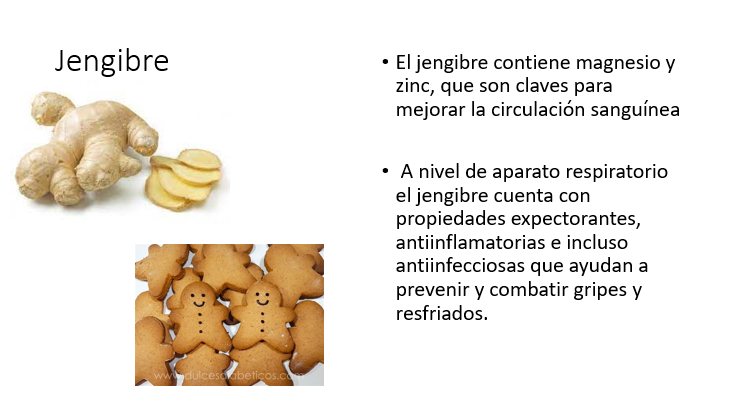 Jengibre
• El jengibre contiene magnesio y
zinc, que son claves para
mejorar la circulación sanguínea
• A nivel de aparato respiratorio
el jengibre cuenta con
propiedades expectorantes,
antiinflamatorias e incluso
antiinfecciosas que ayudan a
prevenir y combatir gripes y
resfriados.
www.dulcesdiabeticos.com